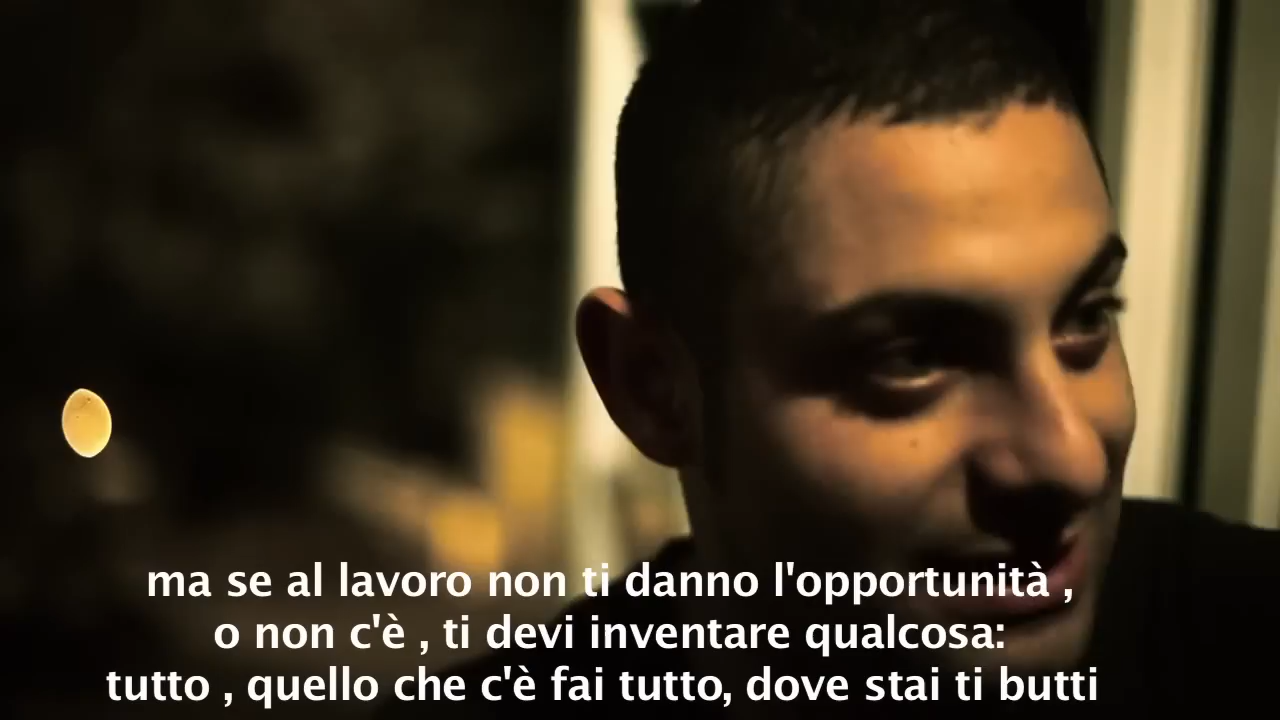 ma se al lavoro non ti danno l'opportunità ,
o non c'è , ti devi inventare qualcosa:
tutto , quello che c'è fai tutto, dove stai ti butti